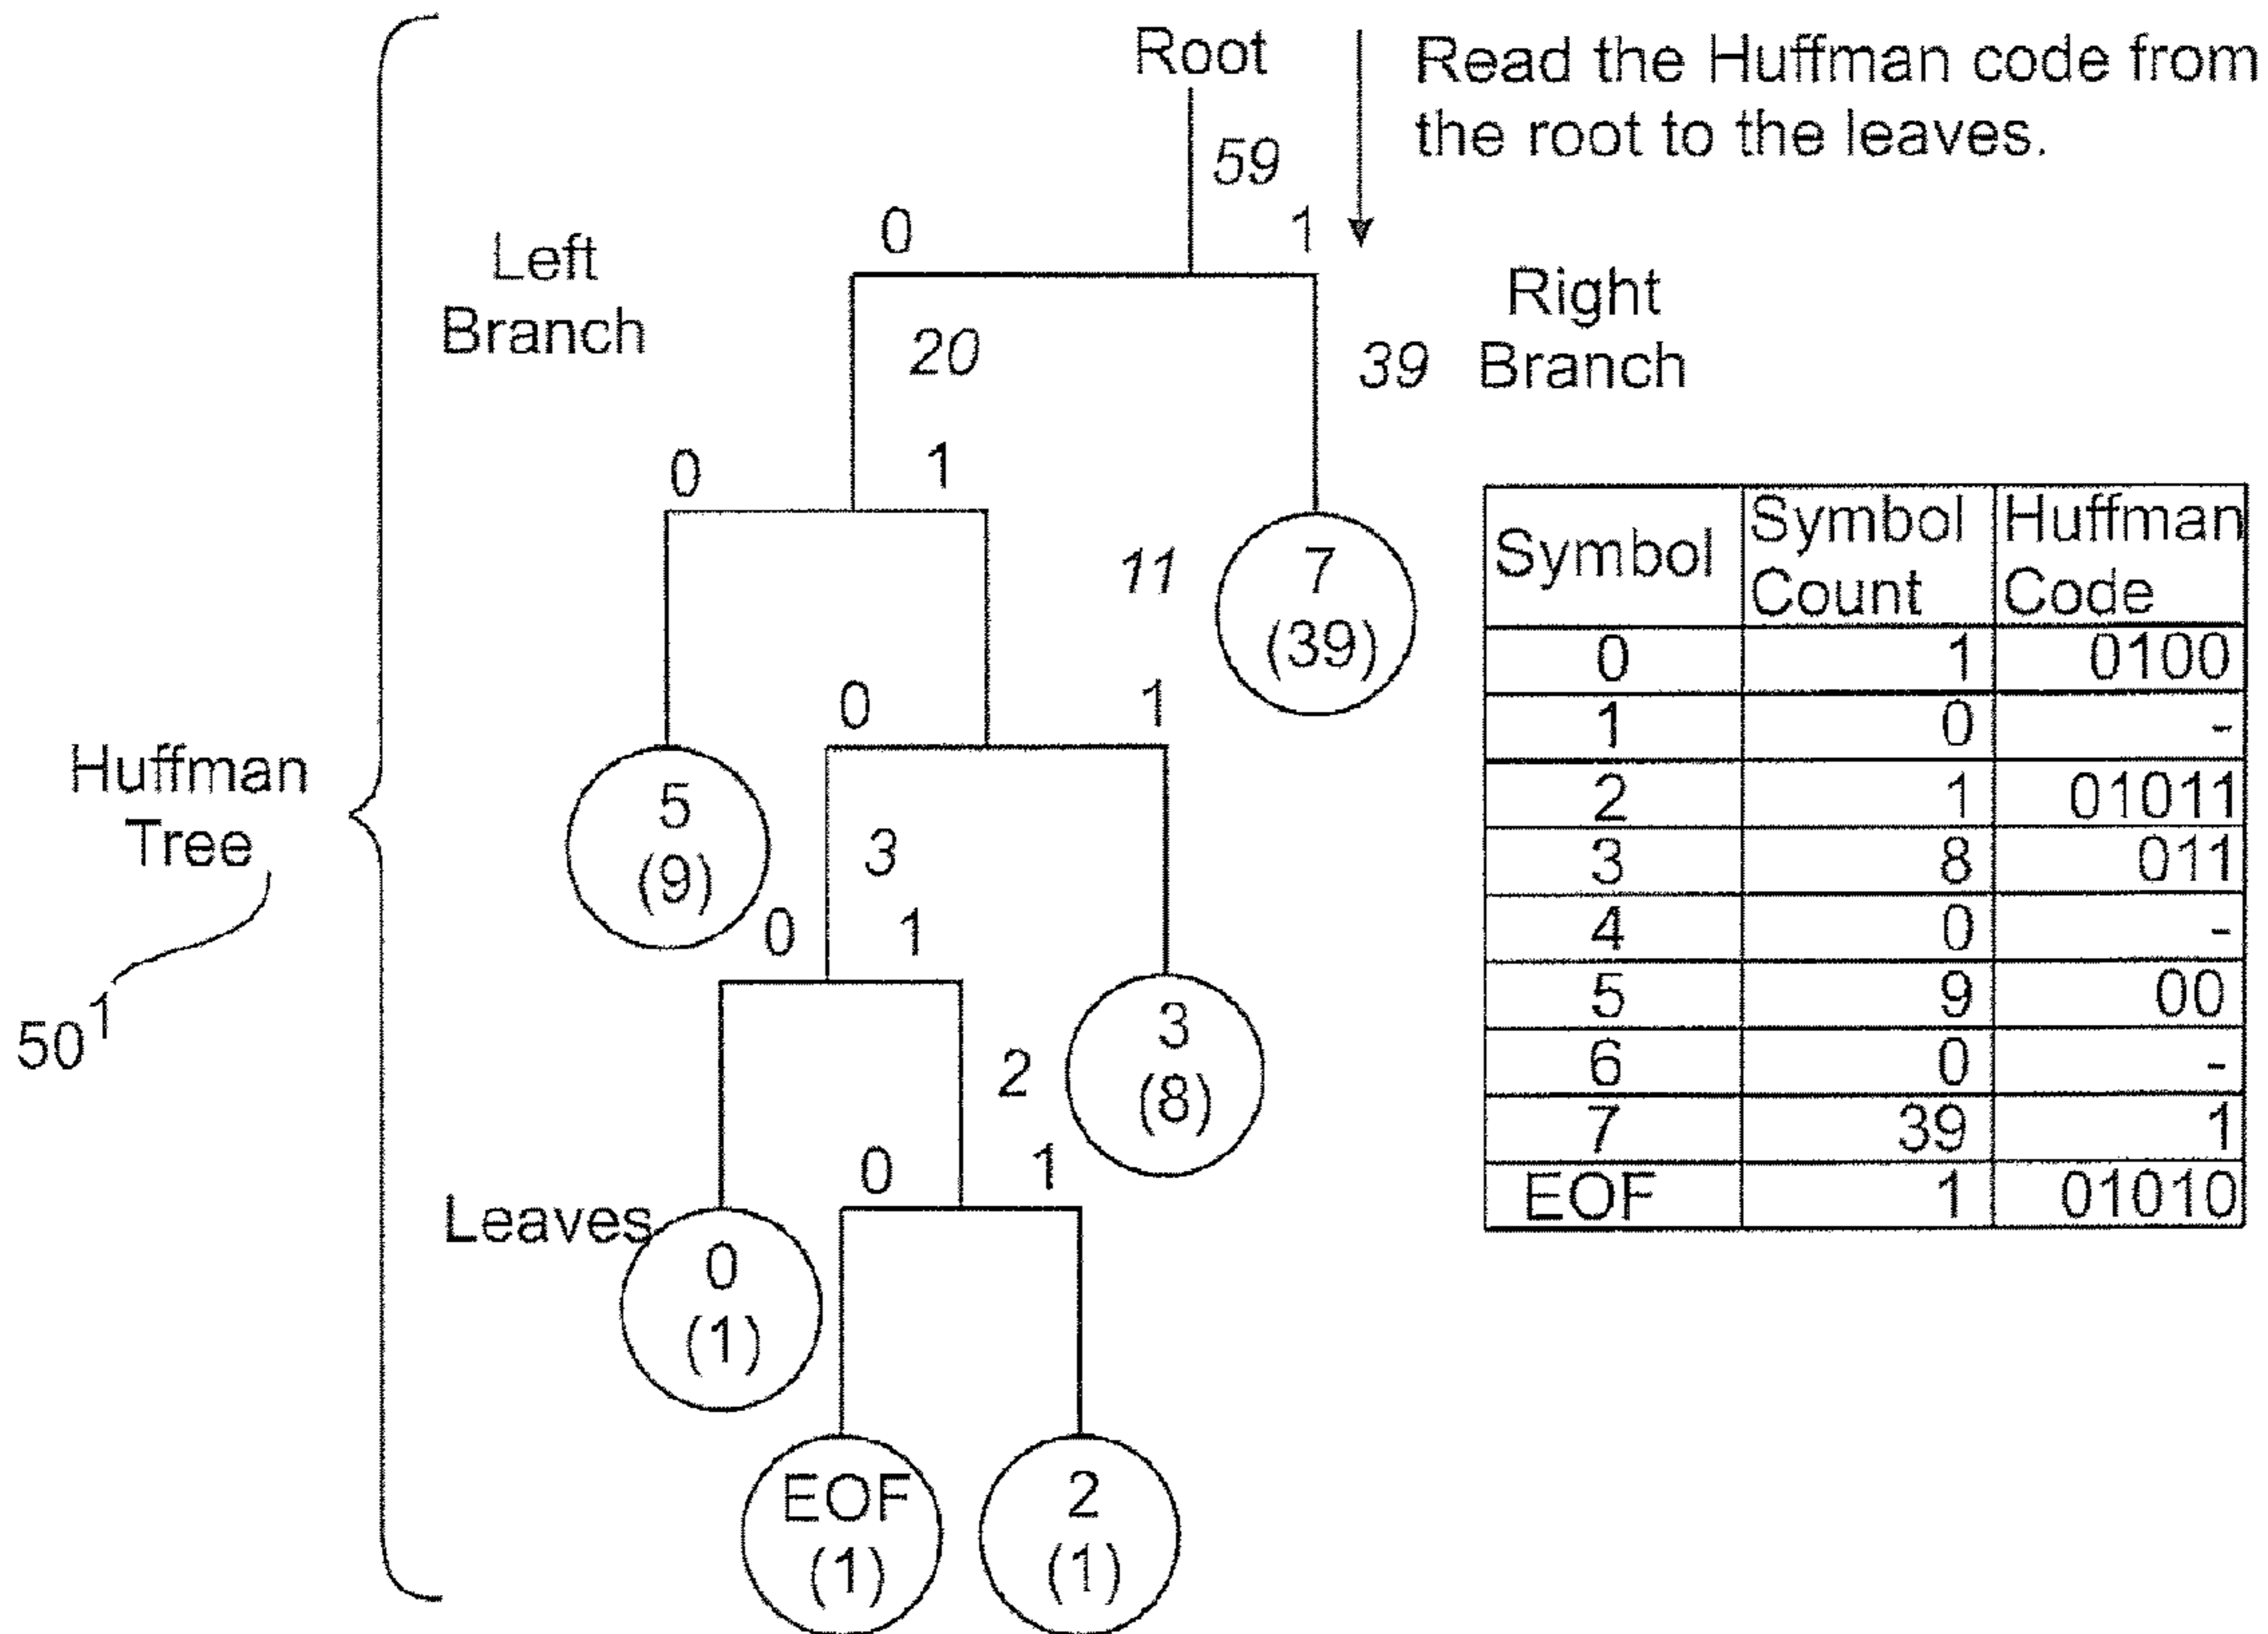 Root
Read the Huffman code from
the root to the leaves.
59
0
1
Left
Branch
Right
Branch
20
39
0
1
11
7
(39)
0
1
Huffman
Tree
50¹
5
(9)
3
0
1
3
(8)
2
0
1
Leaves
0
(1)
EOF
(1)
2
(1)
Symbol Symbol Count Huffman Code
0 1 0100
1 0 -
2 1 01011
3 8 011
4 0 -
5 9 00
6 0 -
7 39 1
EOF 1 01010